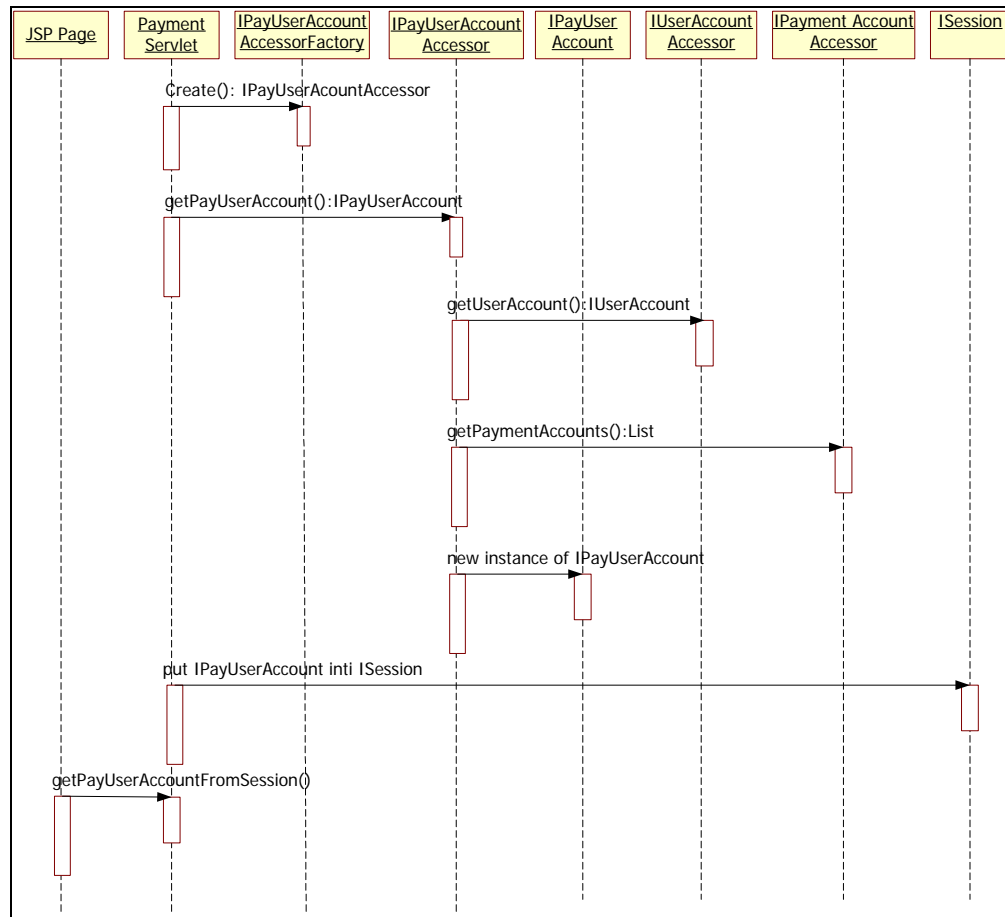 JSP Page
Payment
Servlet
IPayUserAccount
AccessorFactory
IPayUserAccount
Accessor
IPayUser
Account
IUserAccount
Accessor
IPayment Account
Accessor
ISession
Create(): IPayUserAcountAccessor
getPayUserAccount():IPayUserAccount
getUserAccount():IUserAccount
getPaymentAccounts():List
new instance of IPayUserAccount
put IPayUserAccount inti ISession
getPayUserAccountFromSession()